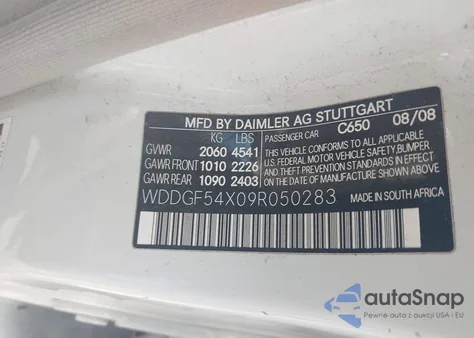 MFD BY DAIMLER AG STUTTGART
KG LBS PASSENGER CAR C650 08/08
GVWR 2060 4541
GAWR FRONT 1010 2226
GAWR REAR 1090 2403
THIS VEHICLE CONFORMS TO ALL APPLICABLE
U.S. FEDERAL MOTOR VEHICLE SAFETY, BUMPER,
AND THEFT PREVENTION STANDARDS IN EFFECT
ON THE DATE OF MANUFACTURE SHOWN ABOVE.
WDDGF54X09R050283 MADE IN SOUTH AFRICA
autoSnap
Pewne auta z aukcji USA i EU